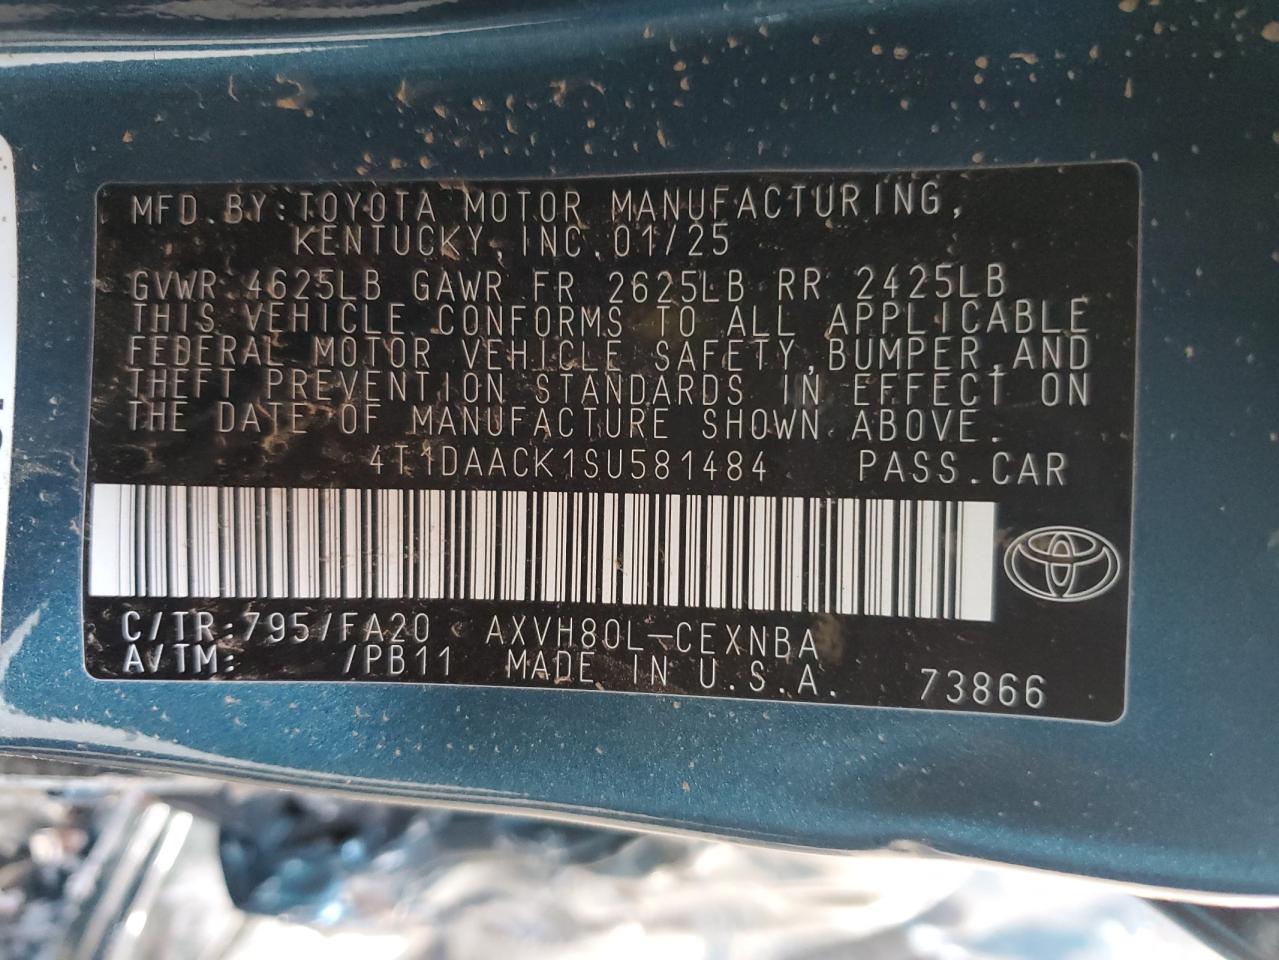 MFD.BY:TOYOTA MOTOR MANUFACTURING,
KENTUCKY,INC.01/25
GVWR 4625LB GAWR FR 2625LB RR 2425LB
THIS VEHICLE CONFORMS TO ALL APPLICABLE
FEDERAL MOTOR VEHICLE SAFETY,BUMPER,AND
THEFT PREVENTION STANDARDS IN EFFECT ON
THE DATE OF MANUFACTURE SHOWN ABOVE.
4T1DAACK1SU581484 PASS.CAR
C/TR:795/FA20 AXVH80L-CEXNBA
A/TM: /PB11 MADE IN U.S.A. 73866